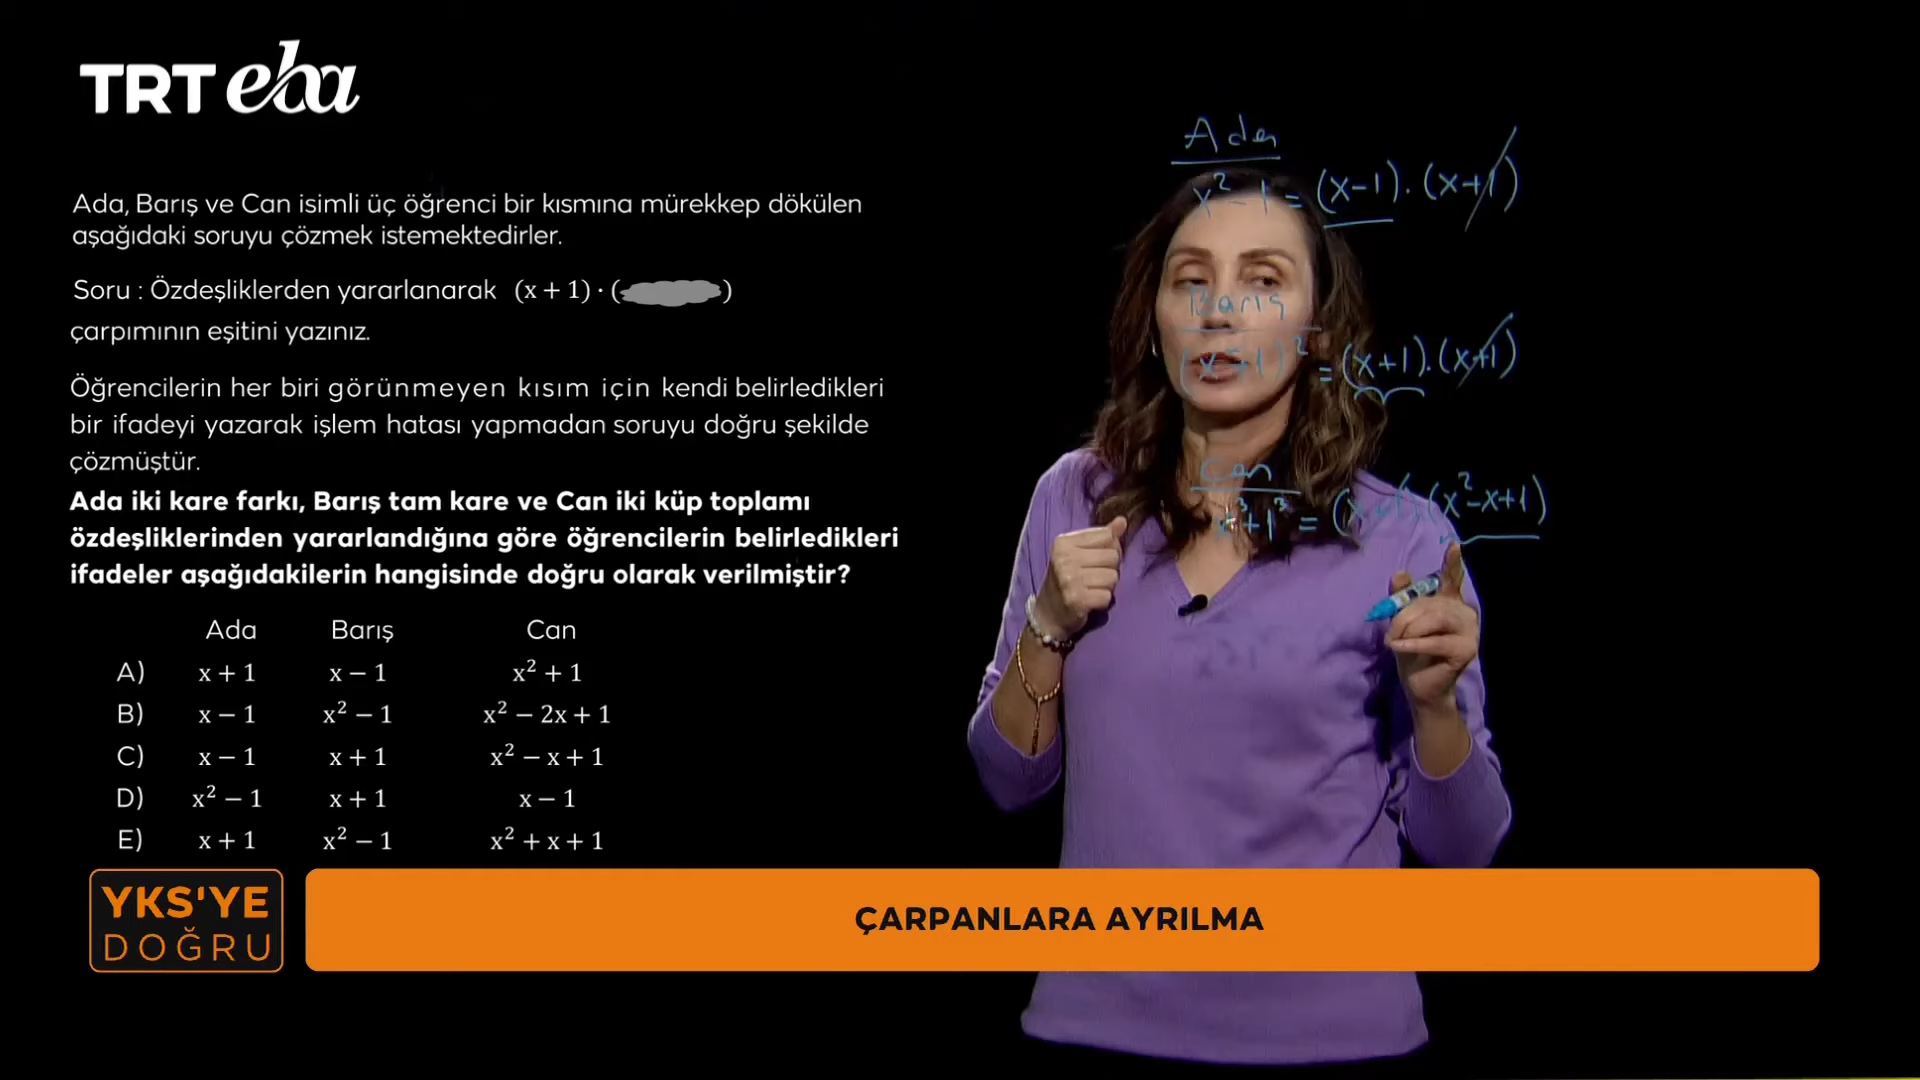 TRT eba
Ada, Barış ve Can isimli üç öğrenci bir kısmına mürekkep dökülen
aşağıdaki soruyu çözmek istemektedirler.
Soru : Özdeşliklerden yararlanarak (x + 1) · ( )
çarpımının eşitini yazınız.
Öğrencilerin her biri görünmeyen kısım için kendi belirledikleri
bir ifadeyi yazarak işlem hatası yapmadan soruyu doğru şekilde
çözmüştür.
Ada iki kare farkı, Barış tam kare ve Can iki küp toplamı
özdeşliklerinden yararlandığına göre öğrencilerin belirledikleri
ifadeler aşağıdakilerin hangisinde doğru olarak verilmiştir?
Ada Barış Can
A) x + 1 x − 1 x² + 1
B) x − 1 x² − 1 x² − 2x + 1
C) x − 1 x + 1 x² − x + 1
D) x² − 1 x + 1 x − 1
E) x + 1 x² − 1 x² + x + 1
Ada
x² − 1 = (x−1).(x+1)
Barış
(x+1)² = (x+1).(x+1)
Can
x³+1³ = (x+1).(x²−x+1)
YKS'YE
DOĞRU
ÇARPANLARA AYRILMA